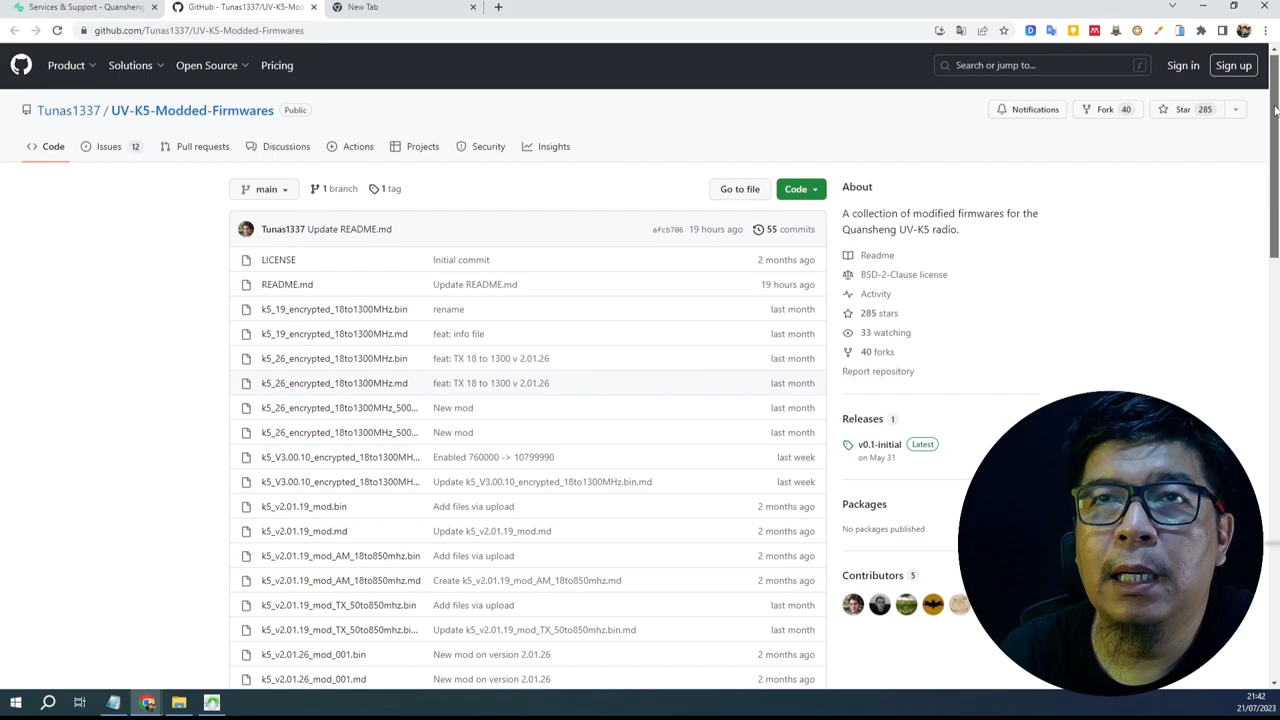 Services & Support - Quansheng
GitHub - Tunas1337/UV-K5-Mod
New Tab
github.com/Tunas1337/UV-K5-Modded-Firmwares
Product Solutions Open Source Pricing
Search or jump to... /
Sign in Sign up
Tunas1337 / UV-K5-Modded-Firmwares Public
Notifications Fork 40 Star 285
Code Issues 12 Pull requests Discussions Actions Projects Security Insights
main 1 branch 1 tag Go to file Code
Tunas1337 Update README.md afcb706 19 hours ago 55 commits
LICENSE Initial commit 2 months ago
README.md Update README.md 19 hours ago
k5_19_encrypted_18to1300MHz.bin rename last month
k5_19_encrypted_18to1300MHz.md feat: info file last month
k5_26_encrypted_18to1300MHz.bin feat: TX 18 to 1300 v 2.01.26 last month
k5_26_encrypted_18to1300MHz.md feat: TX 18 to 1300 v 2.01.26 last month
k5_26_encrypted_18to1300MHz_500... New mod last month
k5_26_encrypted_18to1300MHz_500... New mod last month
k5_V3.00.10_encrypted_18to1300MH... Enabled 760000 -> 10799990 last week
k5_V3.00.10_encrypted_18to1300MH... Update k5_V3.00.10_encrypted_18to1300MHz.bin.md last week
k5_v2.01.19_mod.bin Add files via upload 2 months ago
k5_v2.01.19_mod.md Update k5_v2.01.19_mod.md 2 months ago
k5_v2.01.19_mod_AM_18to850mhz.bin Add files via upload 2 months ago
k5_v2.01.19_mod_AM_18to850mhz.md Create k5_v2.01.19_mod_AM_18to850mhz.md 2 months ago
k5_v2.01.19_mod_TX_50to850mhz.bin Add files via upload last month
k5_v2.01.19_mod_TX_50to850mhz.bi... Update k5_v2.01.19_mod_TX_50to850mhz.bin.md last month
k5_v2.01.26_mod_001.bin New mod on version 2.01.26 2 months ago
k5_v2.01.26_mod_001.md New mod on version 2.01.26 2 months ago
About
A collection of modified firmwares for the
Quansheng UV-K5 radio.
Readme
BSD-2-Clause license
Activity
285 stars
33 watching
40 forks
Report repository
Releases 1
v0.1-initial Latest
on May 31
Packages
No packages published
Contributors 5
21:42
21/07/2023